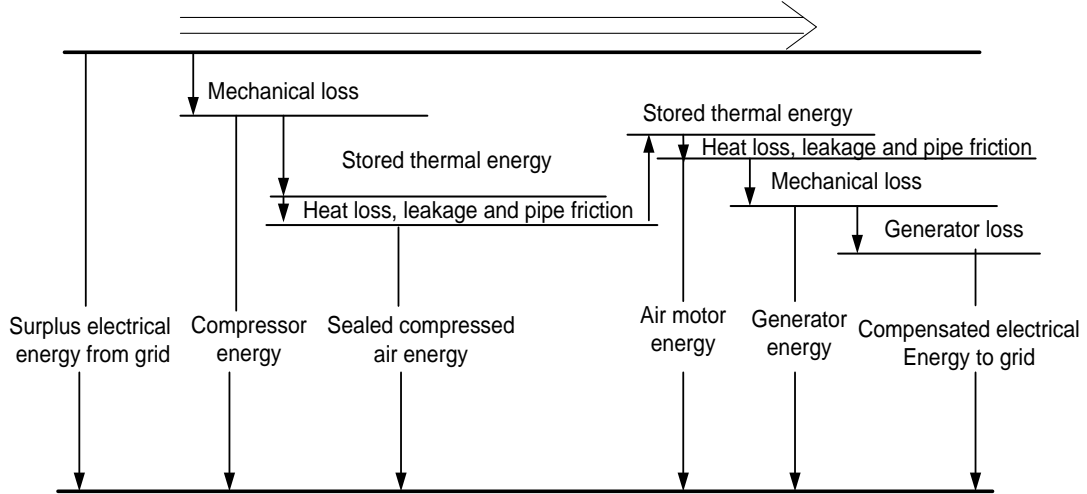 Mechanical loss
Stored thermal energy
Heat loss, leakage and pipe friction
Stored thermal energy
Heat loss, leakage and pipe friction
Mechanical loss
Generator loss
Surplus electrical
energy from grid
Compressor
energy
Sealed compressed
air energy
Air motor
energy
Generator
energy
Compensated electrical
Energy to grid